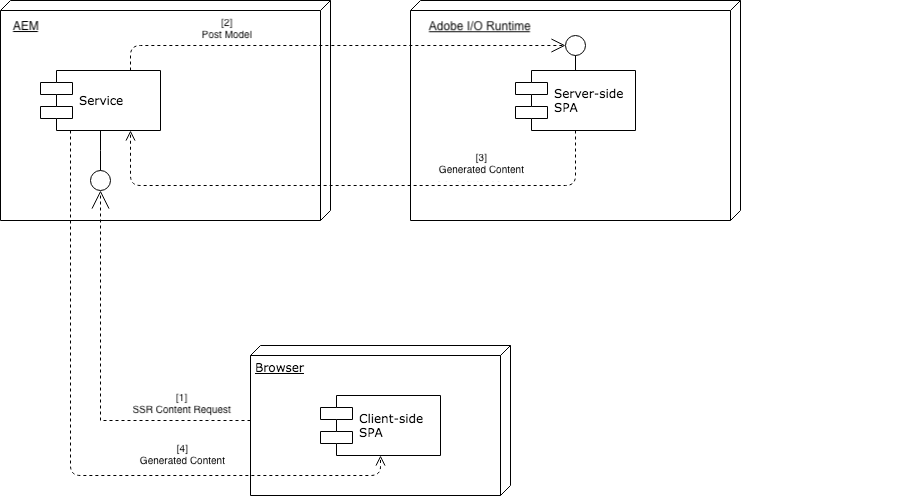 AEM
[2]
Post Model
Adobe I/O Runtime
Service
Server-side
SPA
[3]
Generated Content
Browser
[1]
SSR Content Request
Client-side
SPA
[4]
Generated Content